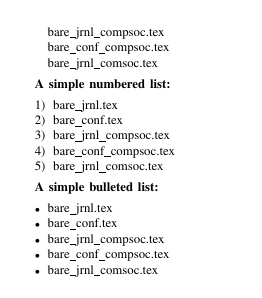 bare_jrnl_compsoc.tex
bare_conf_compsoc.tex
bare_jrnl_comsoc.tex
A simple numbered list:
1) bare_jrnl.tex
2) bare_conf.tex
3) bare_jrnl_compsoc.tex
4) bare_conf_compsoc.tex
5) bare_jrnl_comsoc.tex
A simple bulleted list:
• bare_jrnl.tex
• bare_conf.tex
• bare_jrnl_compsoc.tex
• bare_conf_compsoc.tex
• bare_jrnl_comsoc.tex